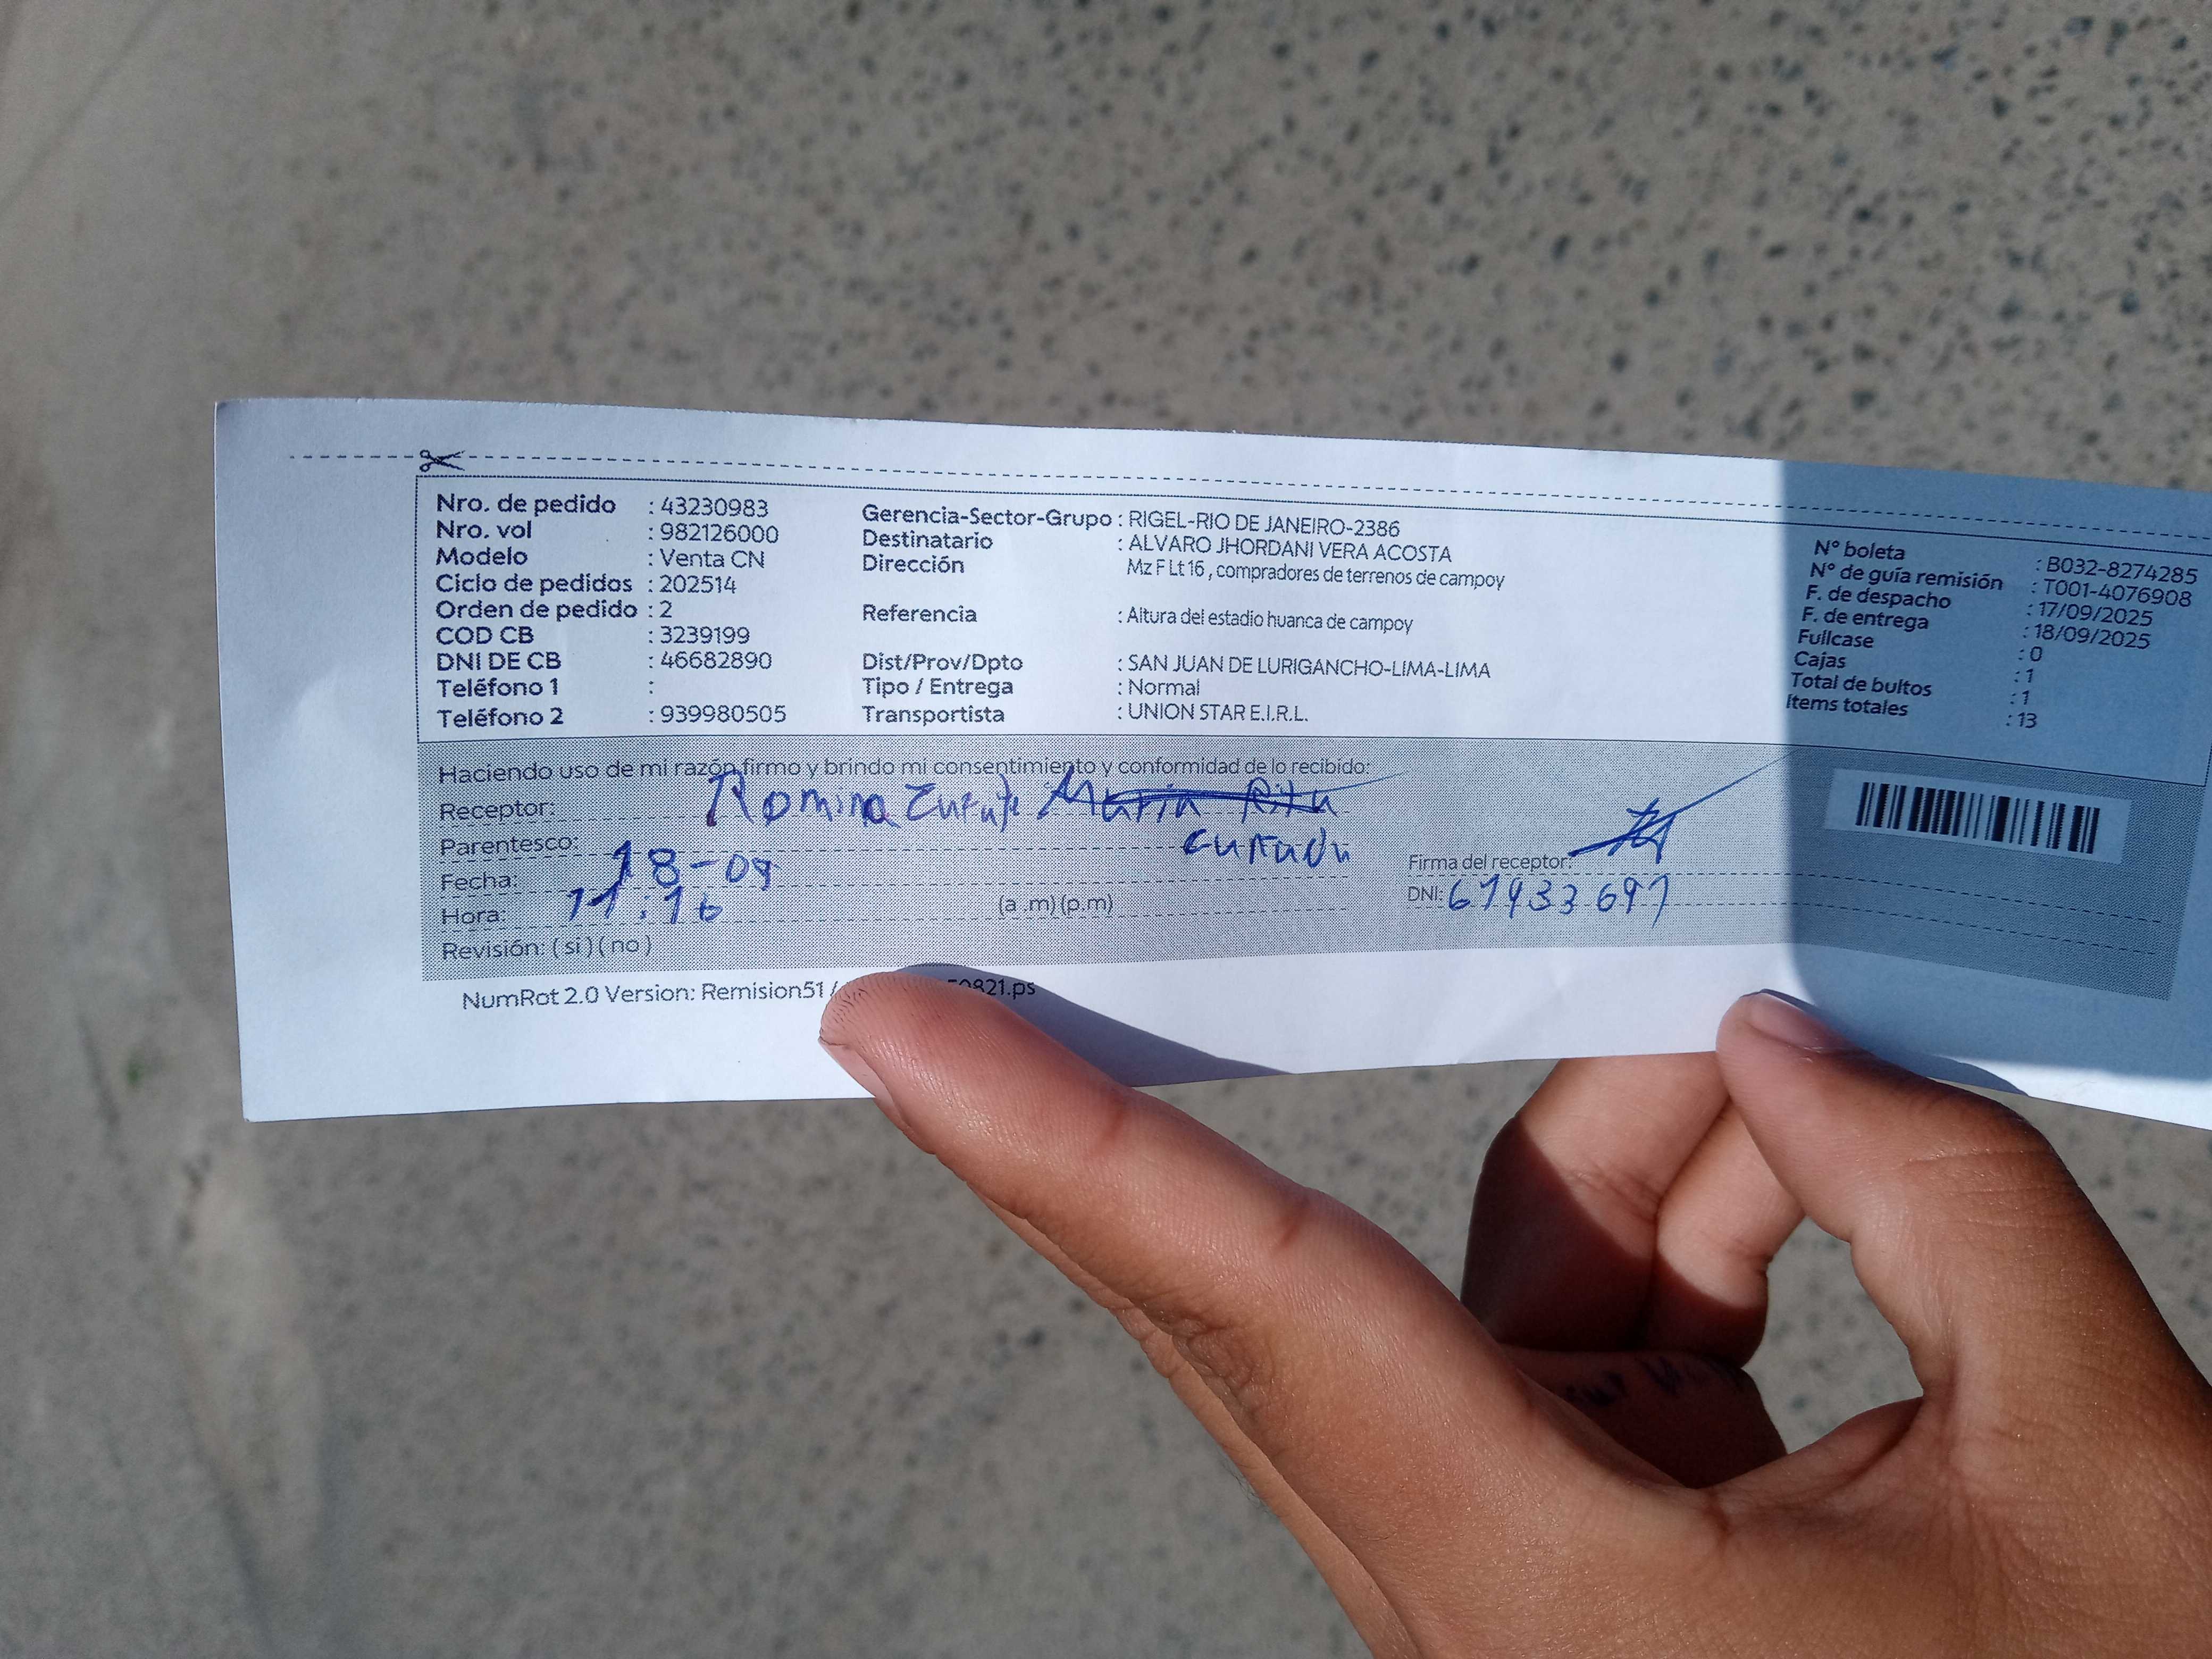 Nro. de pedido : 43230983
Nro. vol : 982126000
Modelo : Venta CN
Ciclo de pedidos : 202514
Orden de pedido : 2
COD CB : 3239199
DNI DE CB : 46682890
Teléfono 1 :
Teléfono 2 : 939980505
Gerencia-Sector-Grupo : RIGEL-RIO DE JANEIRO-2386
Destinatario : ALVARO JHORDANI VERA ACOSTA
Dirección Mz F Lt 16 , compradores de terrenos de campoy
Referencia : Altura del estadio huanca de campoy
Dist/Prov/Dpto : SAN JUAN DE LURIGANCHO-LIMA-LIMA
Tipo / Entrega : Normal
Transportista : UNION STAR E.I.R.L.
N° boleta : B032-8274285
N° de guía remisión : T001-4076908
F. de despacho : 17/09/2025
F. de entrega : 18/09/2025
Fullcase : 0
Cajas : 1
Total de bultos : 1
Items totales : 13
Haciendo uso de mi razón firmo y brindo mi consentimiento y conformidad de lo recibido:
Receptor: Romina
Parentesco: cuñada
Fecha: 18-09
Hora: 11:16 (a .m) (p.m)
Revisión: ( si ) ( no )
Firma del receptor:
DNI: 61933697
NumRot 2.0 Version: Remision51 / 50821.ps